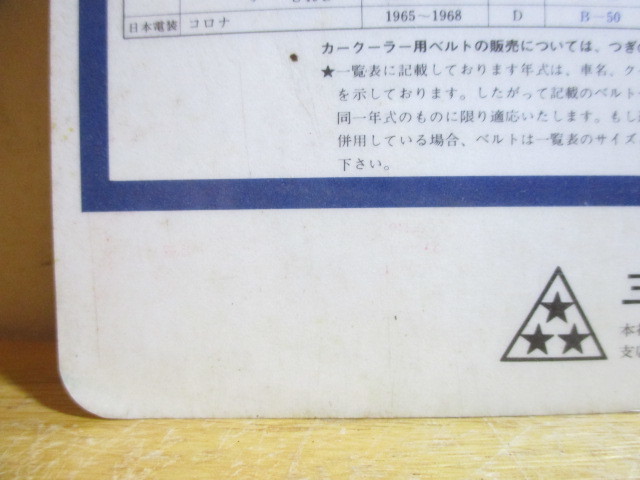 日本電装 コロナ 1965〜1968 D B－50
カークーラー用ベルトの販売については、つぎの
★一覧表に記載しております年式は、車名、ク
を示しております。したがって記載のベルト
同一年式のものに限り適応いたします。もし
併用している場合、ベルトは一覧表のサイズ
下さい。
三
本社
支